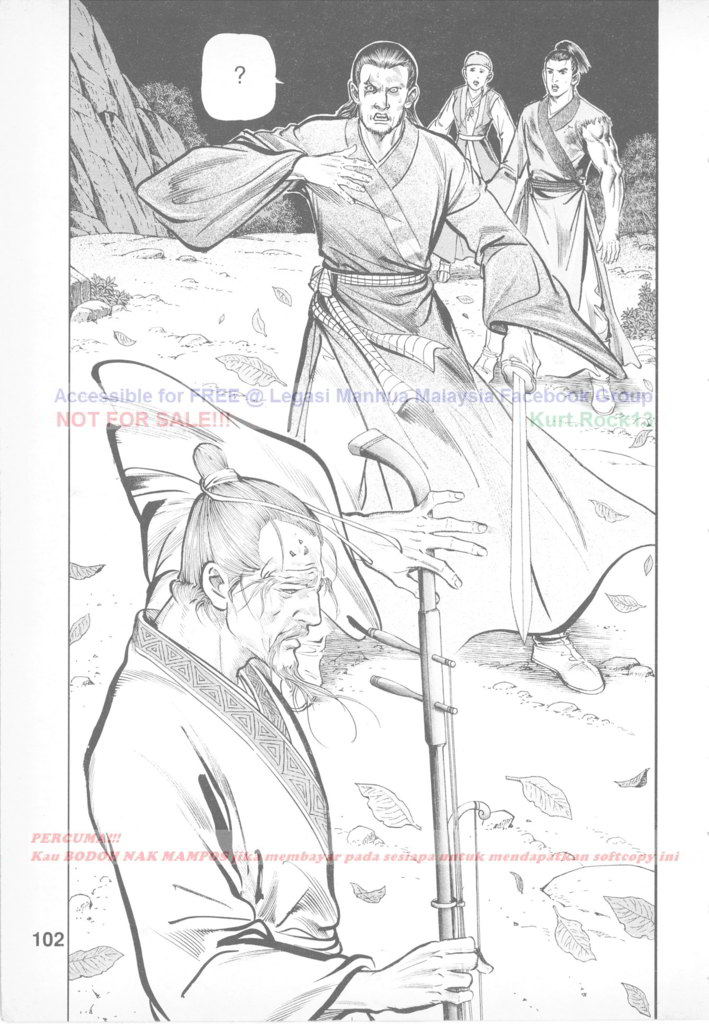 ?
Accessible for FREE @ Legasi Manhua Malaysia Facebook Group
NOT FOR SALE!!!
Kurt.Rock13
PERCUMA!!!
Kau BODOH NAK MAMPOS jika membayar pada sesiapa untuk mendapatkan softcopy ini
102